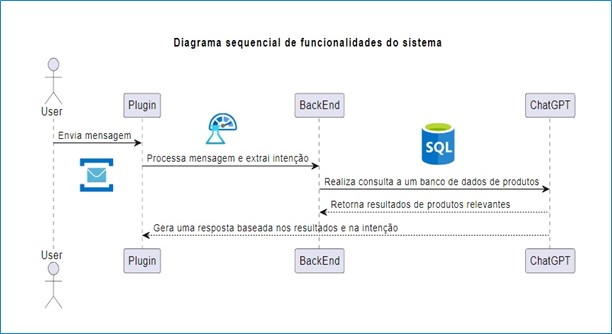 Diagrama sequencial de funcionalidades do sistema
User
Plugin
BackEnd
ChatGPT
Envia mensagem
Processa mensagem e extrai intenção
SQL
Realiza consulta a um banco de dados de produtos
Retorna resultados de produtos relevantes
Gera uma resposta baseada nos resultados e na intenção
User
Plugin
BackEnd
ChatGPT